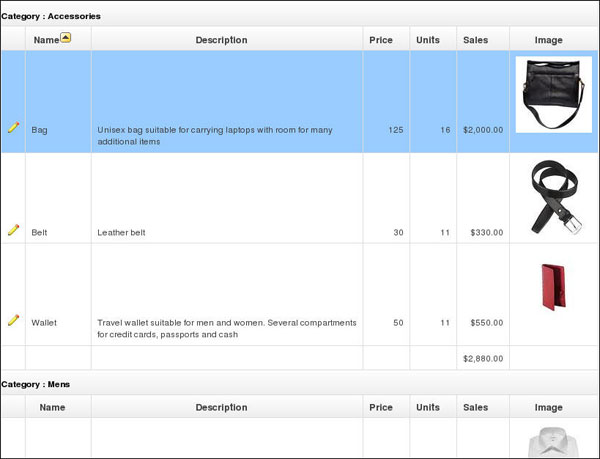 Category : Accessories
Name Description Price Units Sales Image
Bag Unisex bag suitable for carrying laptops with room for many 125 16 $2,000.00
additional items
Belt Leather belt 30 11 $330.00
Wallet Travel wallet suitable for men and women. Several compartments 50 11 $550.00
for credit cards, passports and cash
$2,880.00
Category : Mens
Name Description Price Units Sales Image